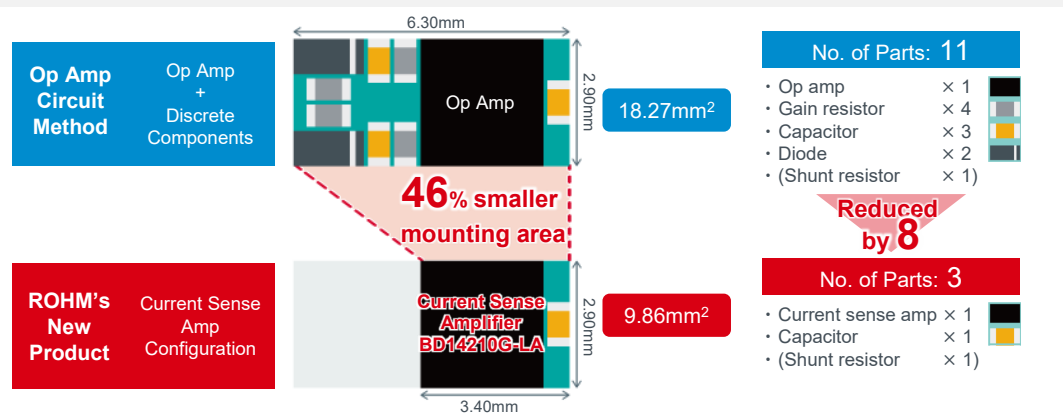 6.30mm
Op Amp
Circuit
Method
Op Amp
+
Discrete
Components
Op Amp
2.90mm
18.27mm²
No. of Parts: 11
・Op amp × 1
・Gain resistor × 4
・Capacitor × 3
・Diode × 2
・(Shunt resistor × 1)
46% smaller
mounting area
Reduced
by 8
ROHM's
New
Product
Current Sense
Amp
Configuration
Current Sense
Amplifier
BD14210G-LA
2.90mm
3.40mm
9.86mm²
No. of Parts: 3
・Current sense amp × 1
・Capacitor × 1
・(Shunt resistor × 1)